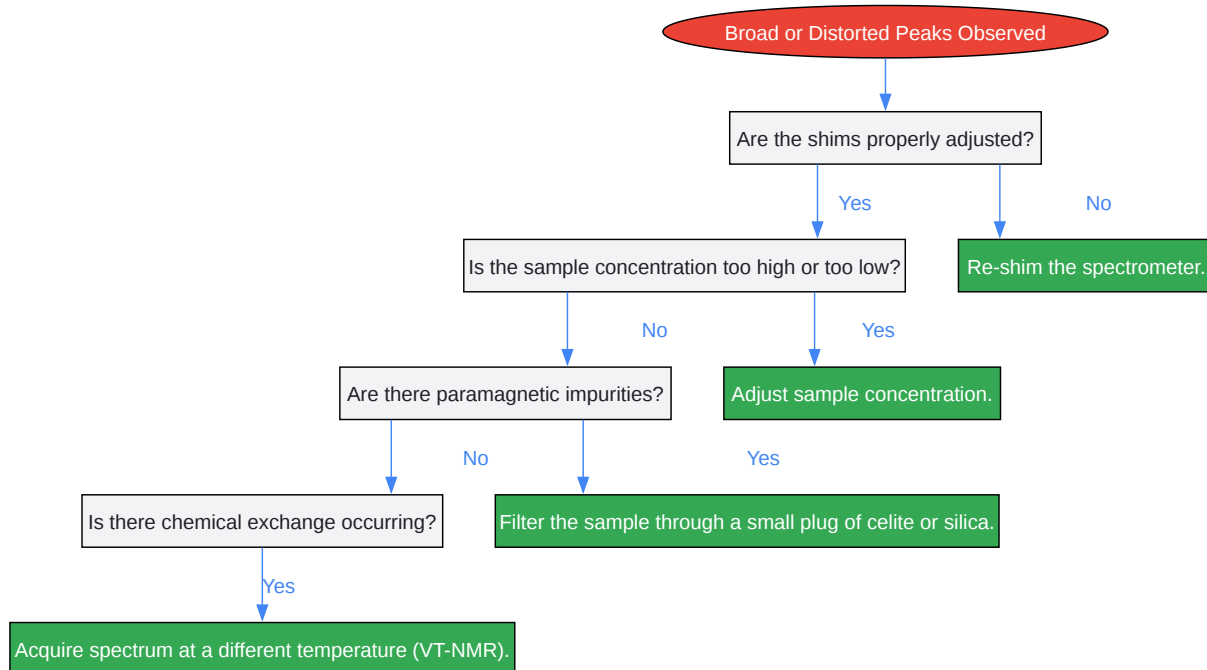 Broad or Distorted Peaks Observed
Are the shims properly adjusted?
Yes
No
Is the sample concentration too high or too low?
Re-shim the spectrometer.
No
Yes
Are there paramagnetic impurities?
Adjust sample concentration.
No
Yes
Is there chemical exchange occurring?
Filter the sample through a small plug of celite or silica.
Yes
Acquire spectrum at a different temperature (VT-NMR).